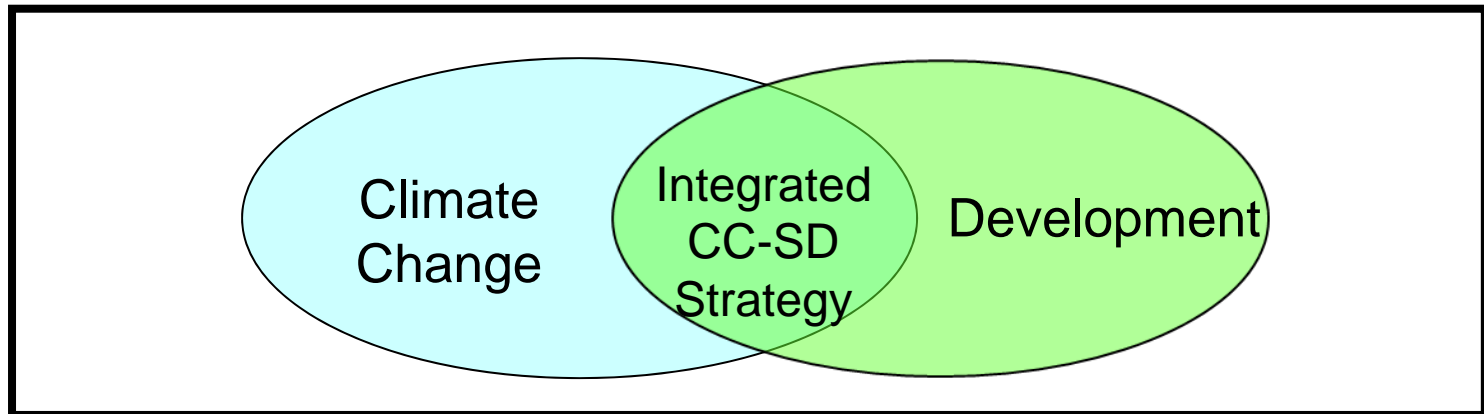 Climate
Change
Integrated
CC-SD
Strategy
Development